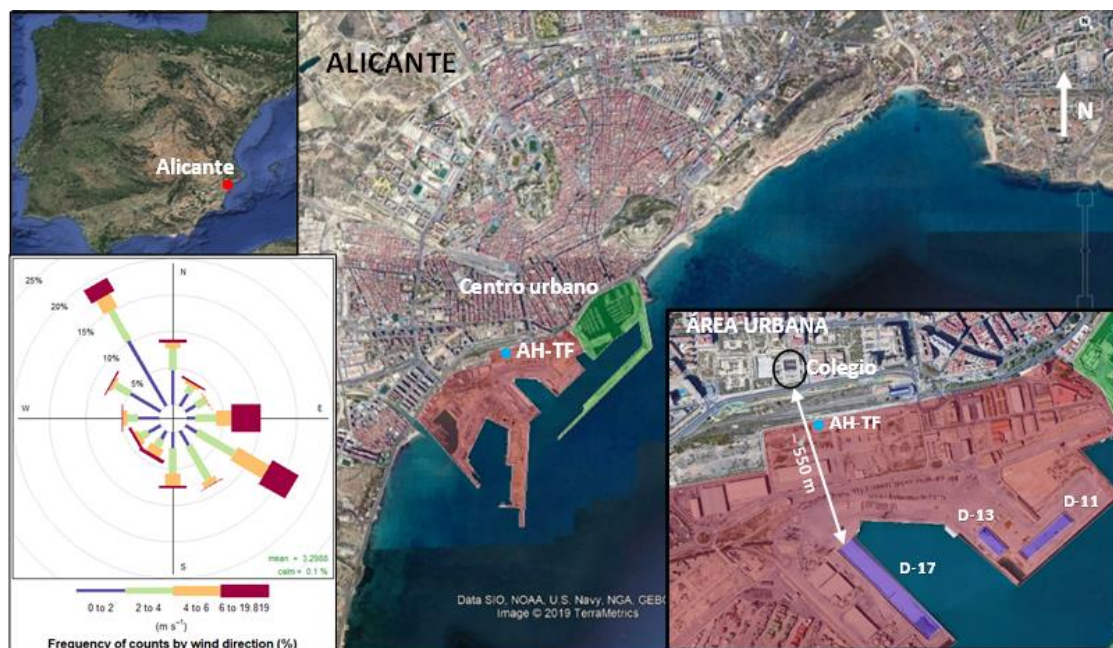 ALICANTE
Alicante
N
N
Centro urbano
AH-TF
Data SIO, NOAA, U.S. Navy, NGA, GEBC
Image © 2019 TerraMetrics
25%
20%
15%
10%
5%
N
W
E
S
mean = 3.2988
calm = 0.1 %
0 to 2
2 to 4
4 to 6
6 to 19.819
(m s⁻¹)
Frequency of counts by wind direction (%)
ÁREA URBANA
Colegio
AH-TF
~550 m
D-11
D-13
D-17